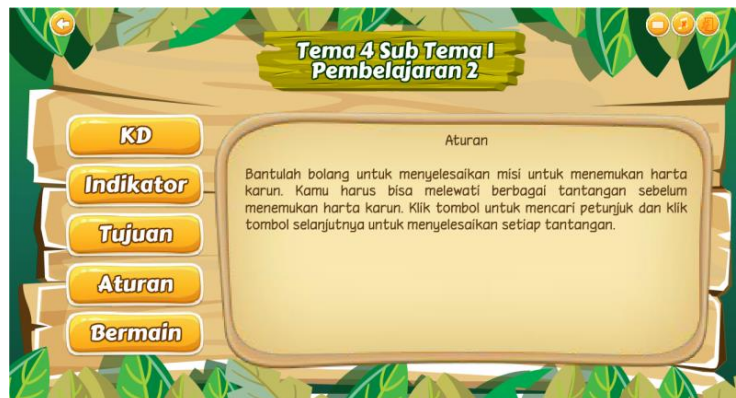 Tema 4 Sub Tema 1
Pembelajaran 2
KD
Indikator
Tujuan
Aturan
Bermain
Aturan
Bantulah bolang untuk menyelesaikan misi untuk menemukan harta
karun. Kamu harus bisa melewati berbagai tantangan sebelum
menemukan harta karun. Klik tombol untuk mencari petunjuk dan klik
tombol selanjutnya untuk menyelesaikan setiap tantangan.